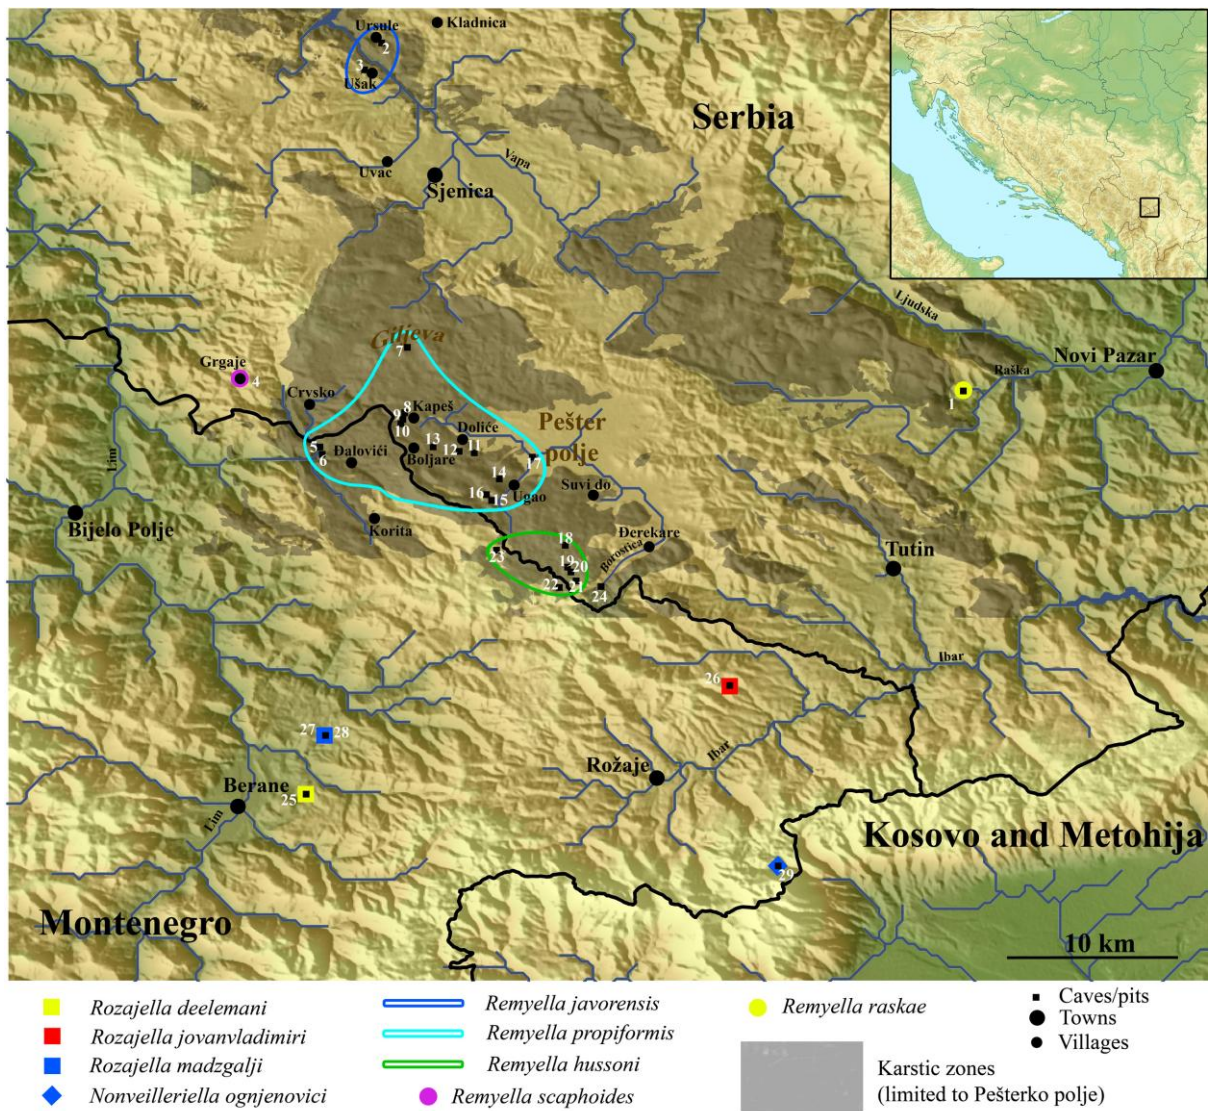 Ursule
Kladnica
2
3
Ušak
Serbia
Vapa
Uvac
Sjenica
Ljudska
Giljeva
7
Novi Pazar
Raška
Grgaje
4
1
Crvsko
8
Kapeš
9
10
Pešter
polje
Doliće
13
12
11
5
6
Đalovići
Boljare
17
14
Ugao
16
15
Suvi do
Bijelo Polje
Lim
Korita
18
Đerekare
Borostica
Tutin
23
19
20
22
21
24
Ibar
26
27
28
Ibar
Rožaje
Berane
25
Lim
Kosovo and Metohija
29
Montenegro
10 km
Rozajella deelemani
Rozajella jovanvladimiri
Rozajella madzgalji
Nonveilleriella ognjenovici
Remyella javorensis
Remyella propiformis
Remyella hussoni
Remyella scaphoides
Remyella raskae
Karstic zones
(limited to Pešterko polje)
Caves/pits
Towns
Villages